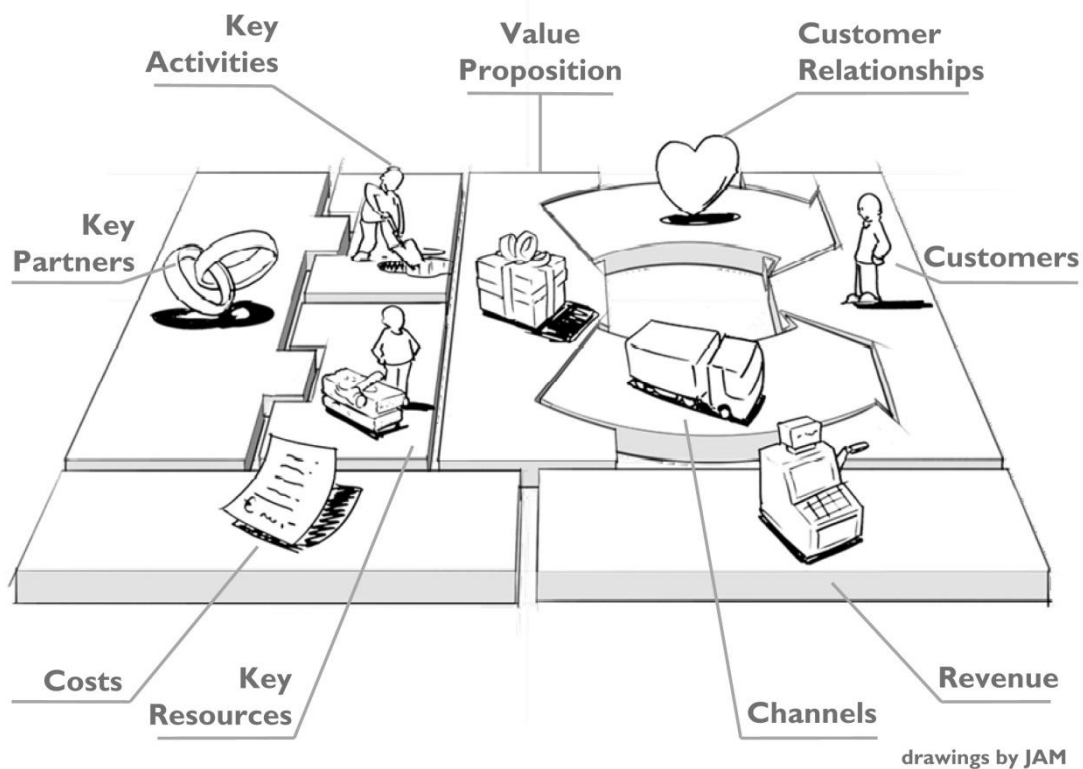 Key
Activities
Value
Proposition
Customer
Relationships
Key
Partners
Customers
Costs
Key
Resources
Channels
Revenue
drawings by JAM